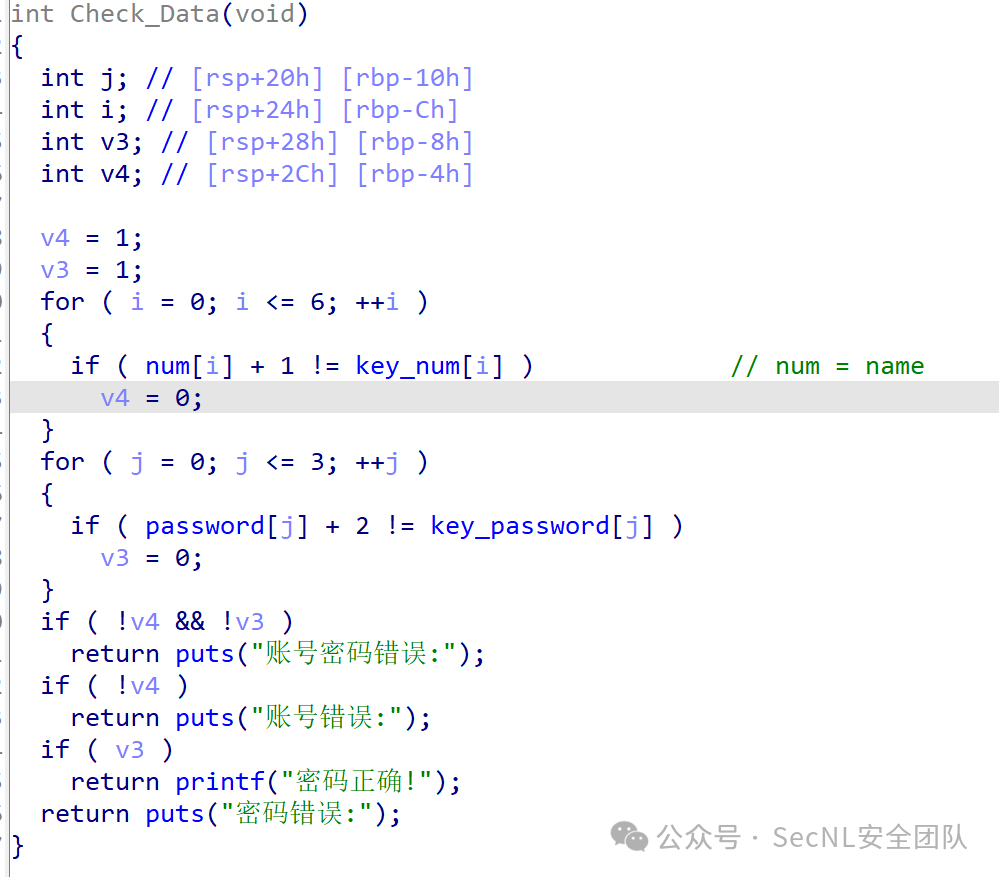 int Check_Data(void)
{
  int j; // [rsp+20h] [rbp-10h]
  int i; // [rsp+24h] [rbp-Ch]
  int v3; // [rsp+28h] [rbp-8h]
  int v4; // [rsp+2Ch] [rbp-4h]

  v4 = 1;
  v3 = 1;
  for ( i = 0; i <= 6; ++i )
  {
    if ( num[i] + 1 != key_num[i] )             // num = name
      v4 = 0;
  }
  for ( j = 0; j <= 3; ++j )
  {
    if ( password[j] + 2 != key_password[j] )
      v3 = 0;
  }
  if ( !v4 && !v3 )
    return puts("账号密码错误:");
  if ( !v4 )
    return puts("账号错误:");
  if ( v3 )
    return printf("密码正确!");
  return puts("密码错误:");
}
公众号 · SecNL安全团队